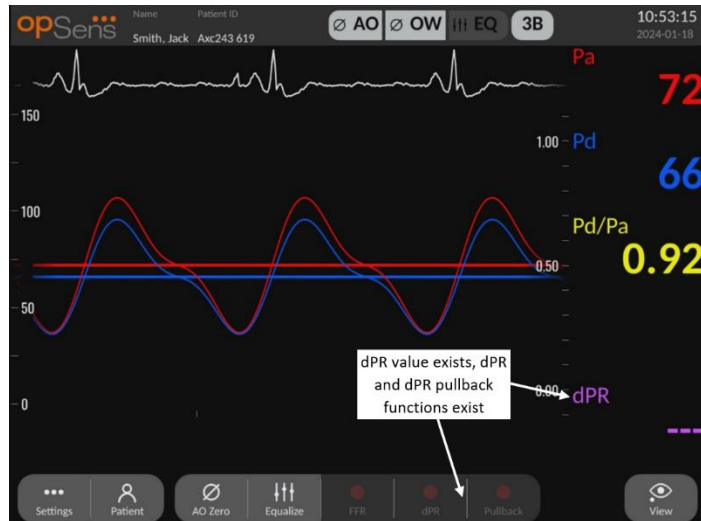 opSens
Name
Patient ID
Smith, Jack Axc243 619
Ø AO
Ø OW
EQ
3B
10:53:15
2024-01-18
Pa
72
150
1.00
Pd
66
100
Pd/Pa
0.92
0.50
50
dPR value exists, dPR
and dPR pullback
functions exist
0.00
dPR
---
0
Settings
Patient
Ø
AO Zero
Equalize
FFR
dPR
Pullback
View